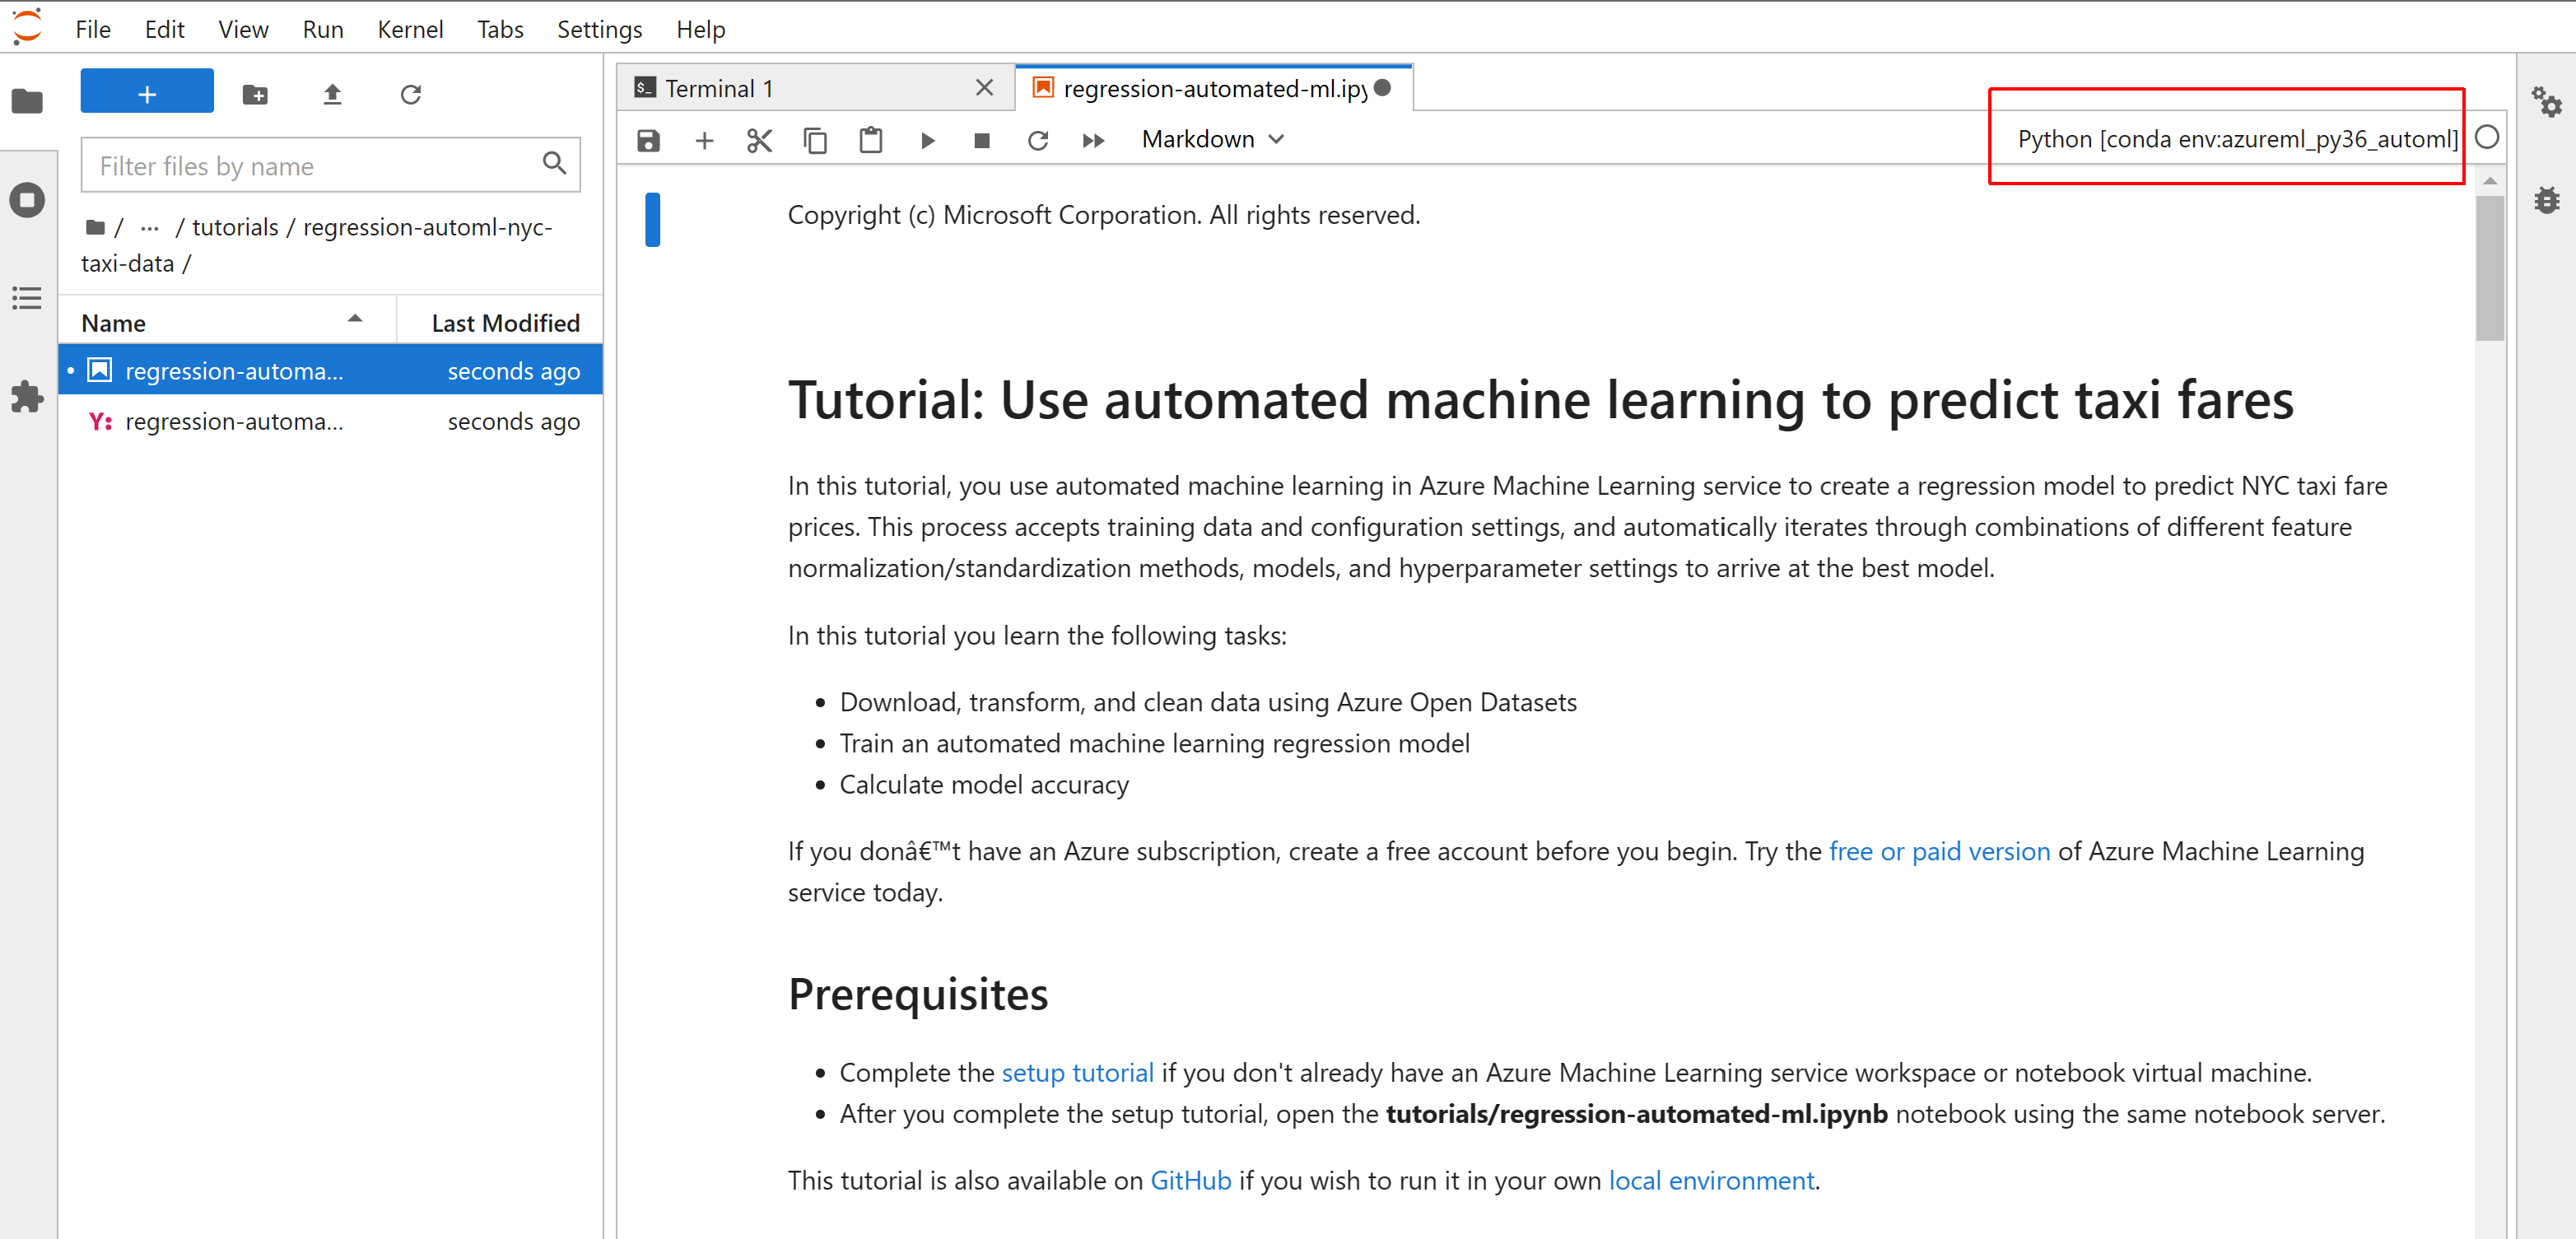 File Edit View Run Kernel Tabs Settings Help
+
Filter files by name
/ ··· / tutorials / regression-automl-nyc-
taxi-data /
Name Last Modified
• regression-automa... seconds ago
Y: regression-automa... seconds ago
$_ Terminal 1
regression-automated-ml.ipy
Markdown
Python [conda env:azureml_py36_automl]
Copyright (c) Microsoft Corporation. All rights reserved.
Tutorial: Use automated machine learning to predict taxi fares
In this tutorial, you use automated machine learning in Azure Machine Learning service to create a regression model to predict NYC taxi fare
prices. This process accepts training data and configuration settings, and automatically iterates through combinations of different feature
normalization/standardization methods, models, and hyperparameter settings to arrive at the best model.
In this tutorial you learn the following tasks:
• Download, transform, and clean data using Azure Open Datasets
• Train an automated machine learning regression model
• Calculate model accuracy
If you donâ€™t have an Azure subscription, create a free account before you begin. Try the free or paid version of Azure Machine Learning
service today.
Prerequisites
• Complete the setup tutorial if you don't already have an Azure Machine Learning service workspace or notebook virtual machine.
• After you complete the setup tutorial, open the tutorials/regression-automated-ml.ipynb notebook using the same notebook server.
This tutorial is also available on GitHub if you wish to run it in your own local environment.